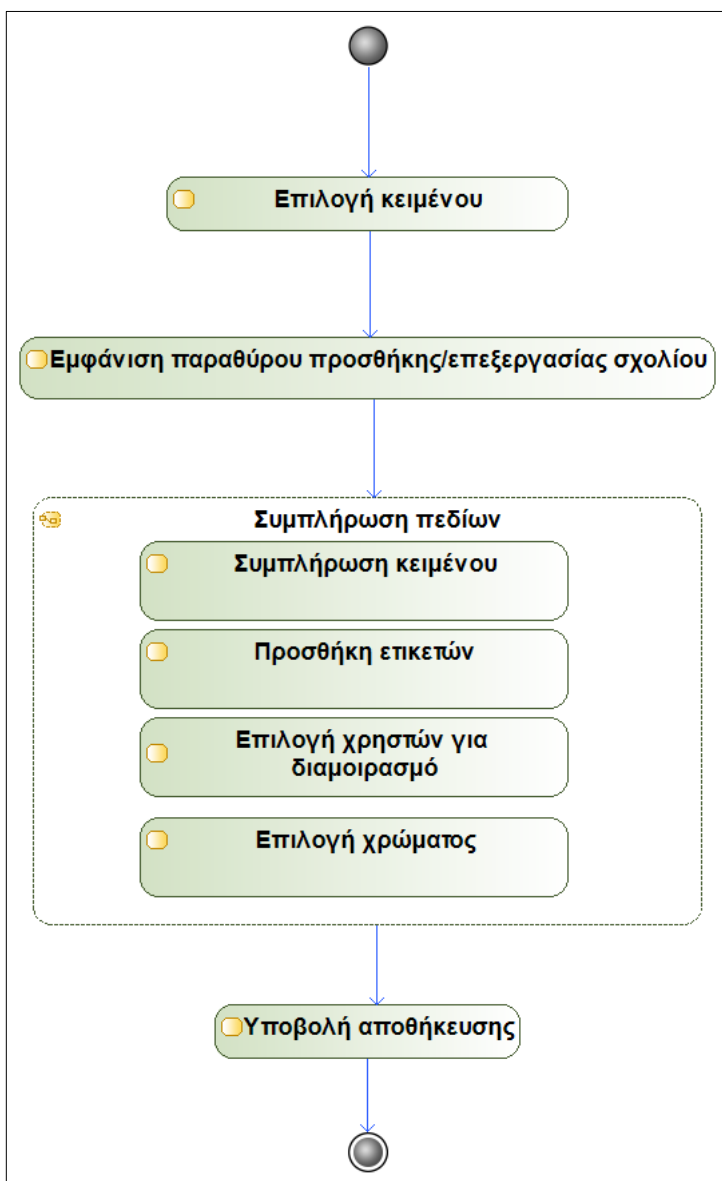 Επιλογή κειμένου
Εμφάνιση παραθύρου προσθήκης/επεξεργασίας σχολίου
Συμπλήρωση πεδίων
Συμπλήρωση κειμένου
Προσθήκη ετικετών
Επιλογή χρηστών για
διαμοιρασμό
Επιλογή χρώματος
Υποβολή αποθήκευσης